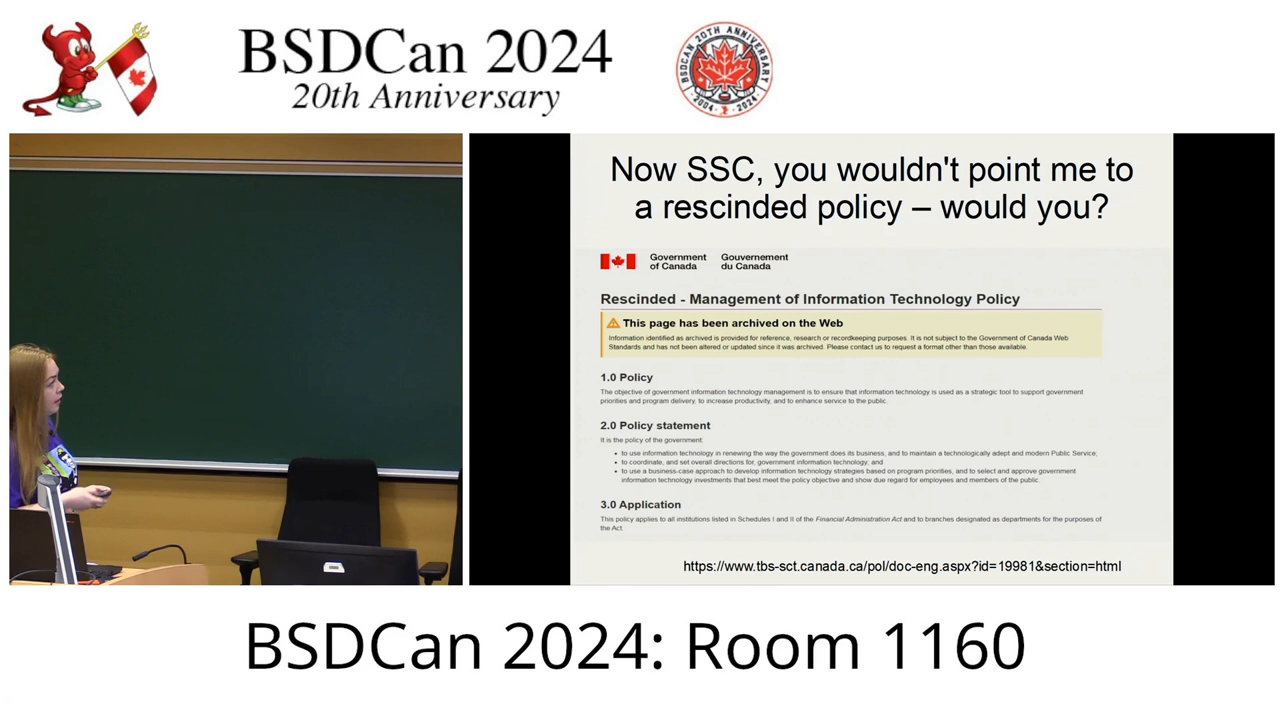 BSDCan 2024
20th Anniversary
BSDCAN 20TH ANNIVERSARY
2004 2024
Now SSC, you wouldn't point me to
a rescinded policy – would you?
Government of Canada
Gouvernement du Canada
Rescinded - Management of Information Technology Policy
This page has been archived on the Web
Information identified as archived is provided for reference, research or recordkeeping purposes. It is not subject to the Government of Canada Web
Standards and has not been altered or updated since it was archived. Please contact us to request a format other than those available.
1.0 Policy
The objective of government information technology management is to ensure that information technology is used as a strategic tool to support government
priorities and program delivery, to increase productivity, and to enhance service to the public.
2.0 Policy statement
It is the policy of the government:
• to use information technology in renewing the way the government does its business, and to maintain a technologically adept and modern Public Service;
• to coordinate, and set overall directions for, government information technology; and
• to use a business-case approach to develop information technology strategies based on program priorities, and to select and approve government
information technology investments that best meet the policy objective and show due regard for employees and members of the public.
3.0 Application
This policy applies to all institutions listed in Schedules I and II of the Financial Administration Act and to branches designated as departments for the purposes of
the Act.
https://www.tbs-sct.canada.ca/pol/doc-eng.aspx?id=19981&section=html
BSDCan 2024: Room 1160